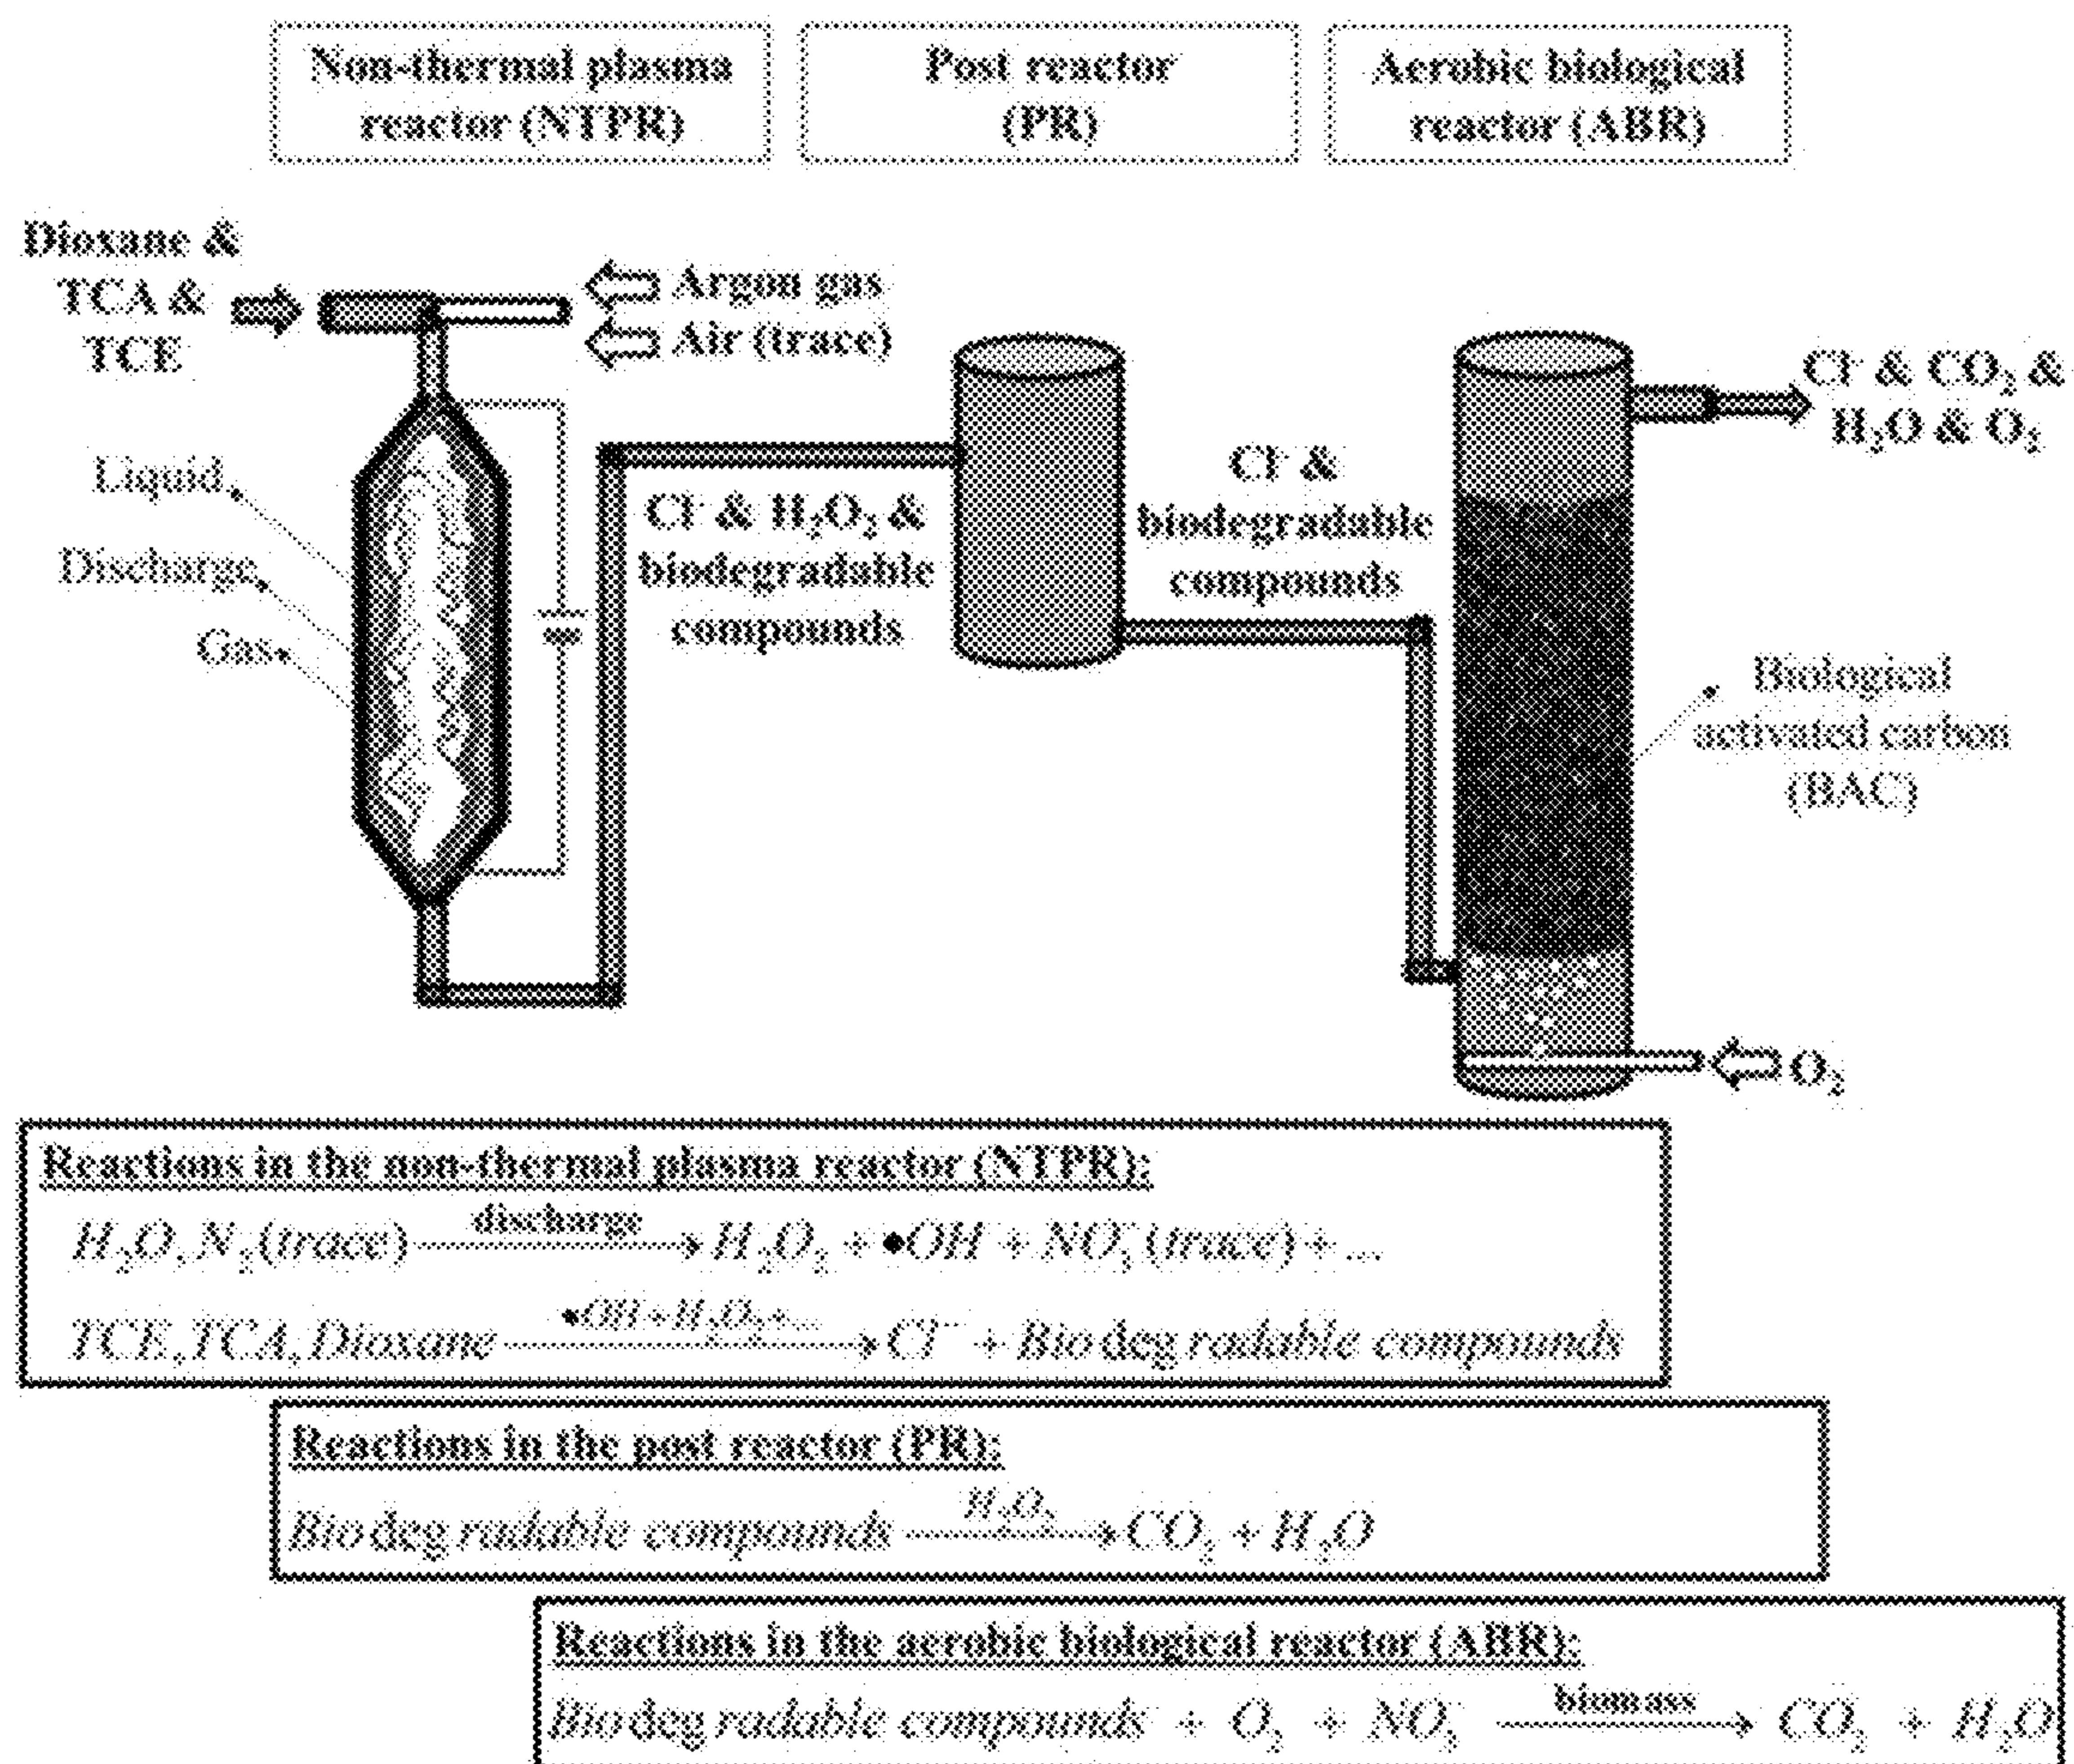 Non-thermal plasma
reactor (NTPR)
Post reactor
(PR)
Aerobic biological
reactor (ABR)
Dioxane &
TCA &
TCE
Argon gas
Air (trace)
Liquid
Discharge
Gas
Cl⁻ & H₂O₂ &
biodegradable
compounds
Cl⁻ &
biodegradable
compounds
Cl⁻ & CO₂ &
H₂O & O₂
Biological
activated carbon
(BAC)
O₂
Reactions in the non-thermal plasma reactor (NTPR):
discharge
H₂O, N₂(trace) → H₂O₂ + •OH + NO₃⁻(trace) + ...
•OH + H₂O₂ + ...
TCE, TCA, Dioxane → Cl⁻ + Biodegradable compounds
Reactions in the post reactor (PR):
H₂O₂
Biodegradable compounds → CO₂ + H₂O
Reactions in the aerobic biological reactor (ABR):
biomass
Biodegradable compounds + O₂ + NO₃⁻ → CO₂ + H₂O